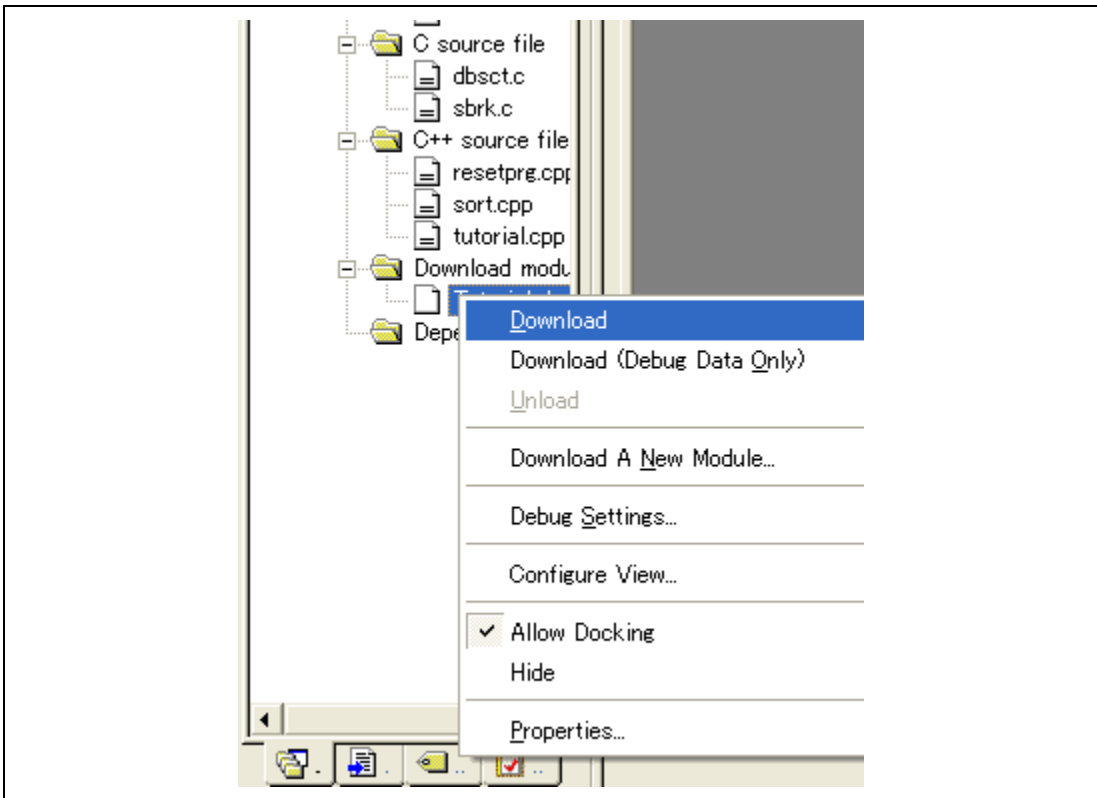 C source file
dbsct.c
sbrk.c
C++ source file
resetprg.cpp
sort.cpp
tutorial.cpp
Download modu
Depe
Download
Download (Debug Data Only)
Unload
Download A New Module...
Debug Settings...
Configure View...
Allow Docking
Hide
Properties...